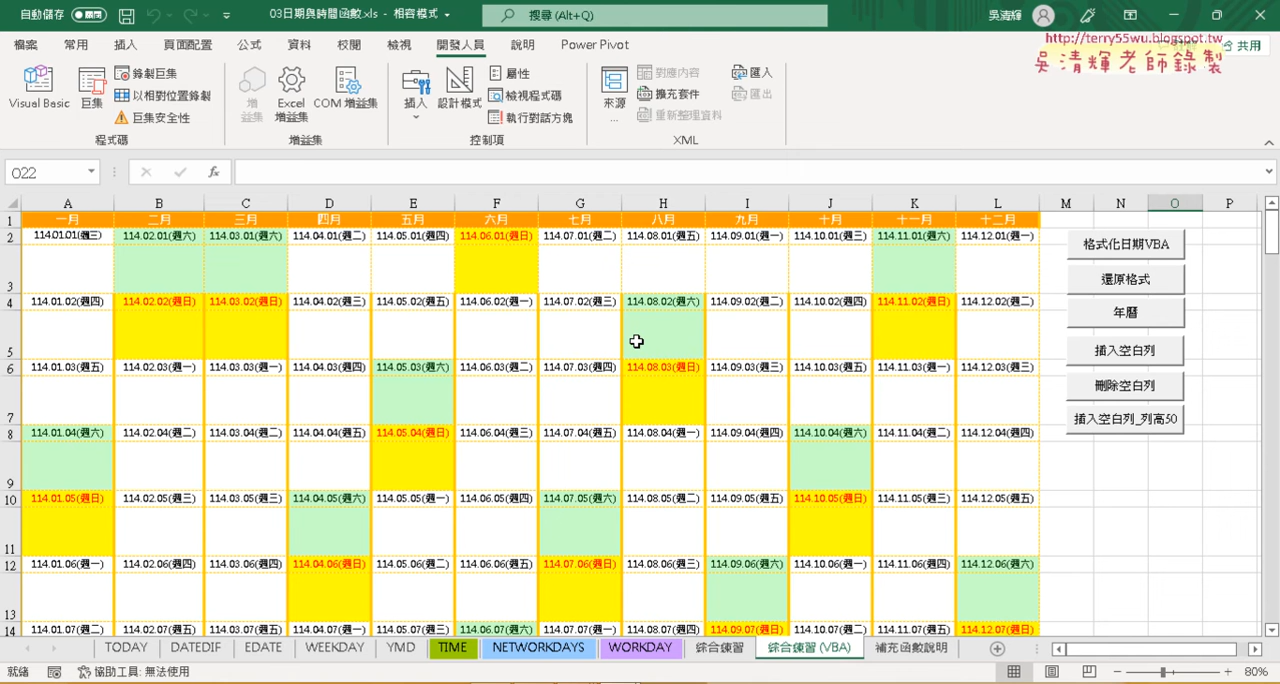 自動儲存 03日期與時間函數.xls - 相容模式 搜尋 (Alt+Q) 吳清輝
檔案 常用 插入 頁面配置 公式 資料 校閱 檢視 開發人員 說明 Power Pivot 共用
http://terry55wu.blogspot.tw
吳清輝老師錄製
Visual Basic 巨集 錄製巨集 以相對位置錄製 巨集安全性 程式碼
增益集 Excel 增益集 COM 增益集 增益集
插入 設計模式 屬性 檢視程式碼 執行對話方塊 控制項
來源... 對應內容 擴充套件 重新整理資料 匯入 匯出 XML
O22 fx
A B C D E F G H I J K L M N O P
1 一月 二月 三月 四月 五月 六月 七月 八月 九月 十月 十一月 十二月
2 114.01.01(週三) 114.02.01(週六) 114.03.01(週六) 114.04.01(週二) 114.05.01(週四) 114.06.01(週日) 114.07.01(週二) 114.08.01(週五) 114.09.01(週一) 114.10.01(週三) 114.11.01(週六) 114.12.01(週一)
3
4 114.01.02(週四) 114.02.02(週日) 114.03.02(週日) 114.04.02(週三) 114.05.02(週五) 114.06.02(週一) 114.07.02(週三) 114.08.02(週六) 114.09.02(週二) 114.10.02(週四) 114.11.02(週日) 114.12.02(週二)
5
6 114.01.03(週五) 114.02.03(週一) 114.03.03(週一) 114.04.03(週四) 114.05.03(週六) 114.06.03(週二) 114.07.03(週四) 114.08.03(週日) 114.09.03(週三) 114.10.03(週五) 114.11.03(週一) 114.12.03(週三)
7
8 114.01.04(週六) 114.02.04(週二) 114.03.04(週二) 114.04.04(週五) 114.05.04(週日) 114.06.04(週三) 114.07.04(週五) 114.08.04(週一) 114.09.04(週四) 114.10.04(週六) 114.11.04(週二) 114.12.04(週四)
9
10 114.01.05(週日) 114.02.05(週三) 114.03.05(週三) 114.04.05(週六) 114.05.05(週一) 114.06.05(週四) 114.07.05(週六) 114.08.05(週二) 114.09.05(週五) 114.10.05(週日) 114.11.05(週三) 114.12.05(週五)
11
12 114.01.06(週一) 114.02.06(週四) 114.03.06(週四) 114.04.06(週日) 114.05.06(週二) 114.06.06(週五) 114.07.06(週日) 114.08.06(週三) 114.09.06(週六) 114.10.06(週一) 114.11.06(週四) 114.12.06(週六)
13
14 114.01.07(週二) 114.02.07(週五) 114.03.07(週五) 114.04.07(週一) 114.05.07(週三) 114.06.07(週六) 114.07.07(週一) 114.08.07(週四) 114.09.07(週日) 114.10.07(週二) 114.11.07(週五) 114.12.07(週日)
格式化日期VBA
還原格式
年曆
插入空白列
刪除空白列
插入空白列_列高50
TODAY DATEDIF EDATE WEEKDAY YMD TIME NETWORKDAYS WORKDAY 綜合練習 綜合練習 (VBA) 補充函數說明
就緒 協助工具: 無法使用 80%